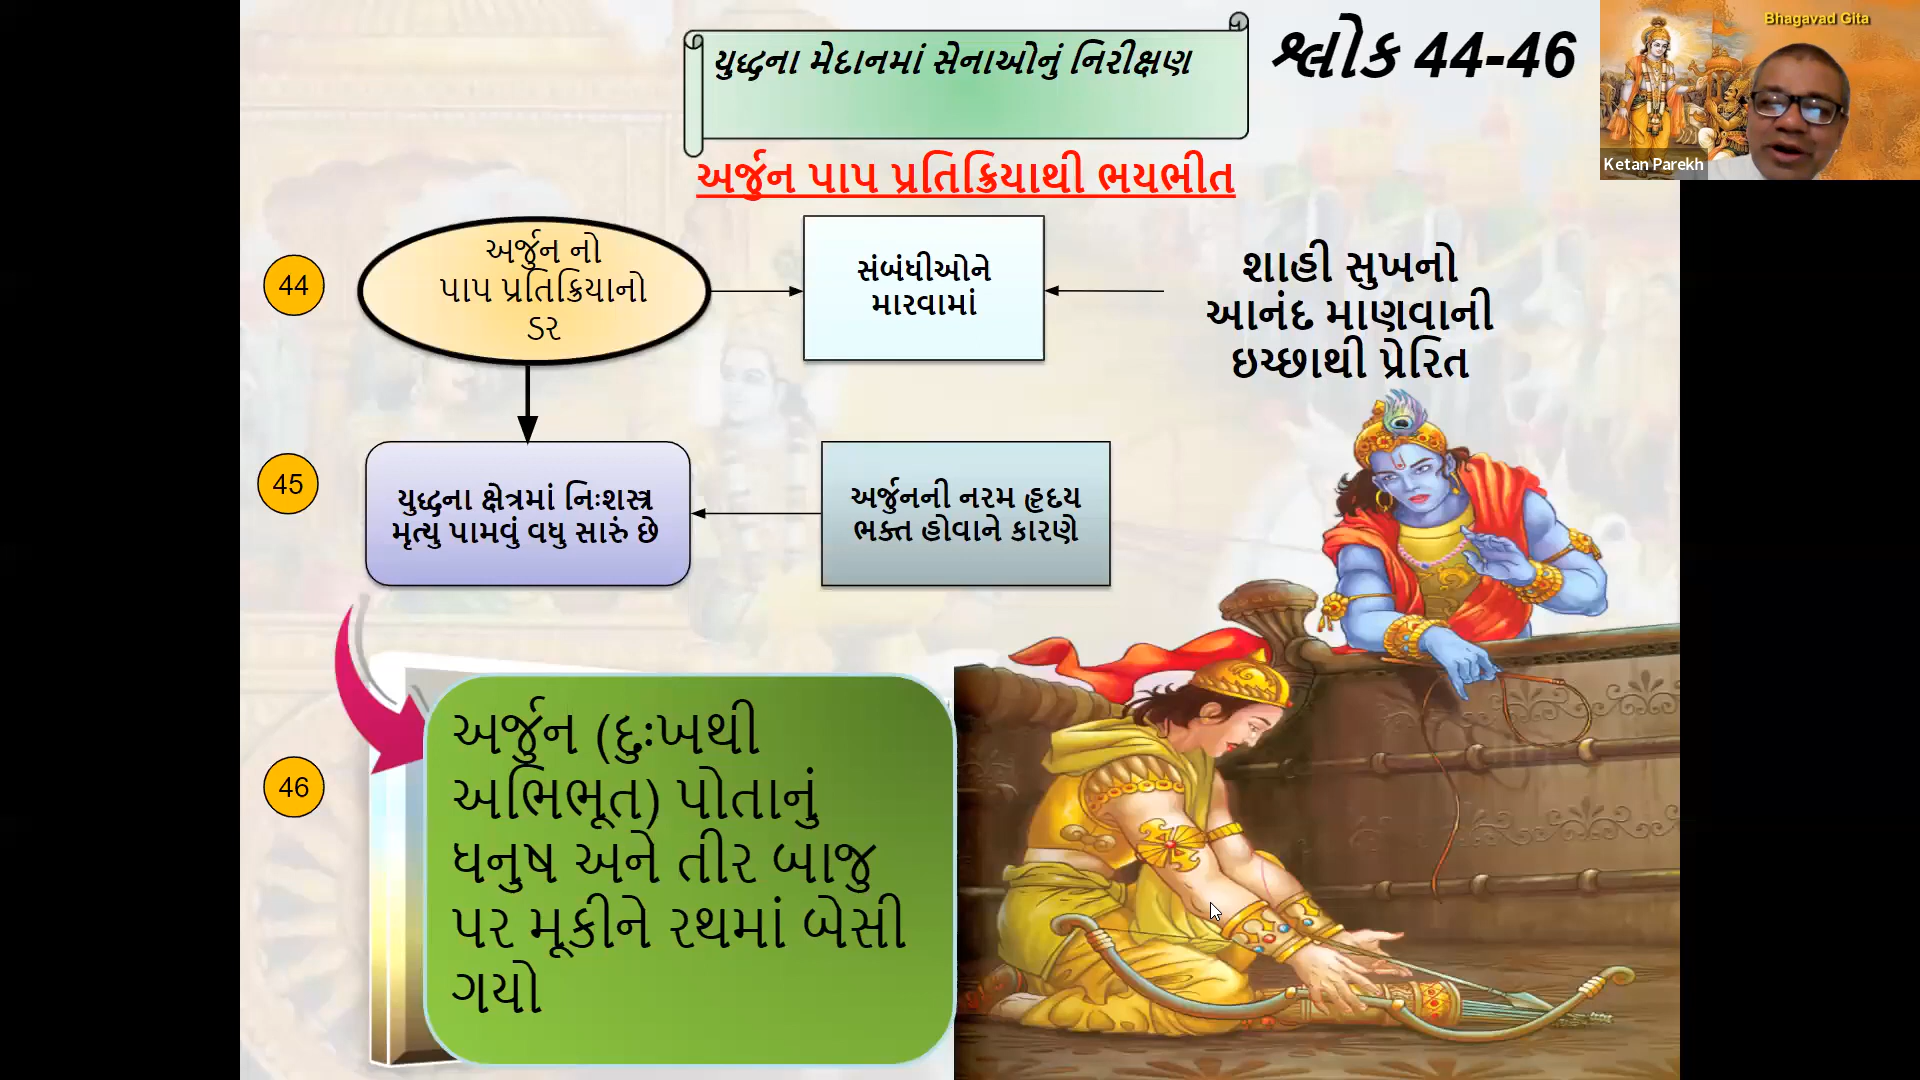 યુદ્ધના મેદાનમાં સેનાઓનું નિરીક્ષણ
શ્લોક 44-46
Bhagavad Gita
Ketan Parekh
અર્જુન પાપ પ્રતિક્રિયાથી ભયભીત
44
અર્જુન નો
પાપ પ્રતિક્રિયાનો
ડર
સંબંધીઓને
મારવામાં
શાહી સુખનો
આનંદ માણવાની
ઇચ્છાથી પ્રેરિત
45
યુદ્ધના ક્ષેત્રમાં નિઃશસ્ત્ર
મૃત્યુ પામવું વધુ સારું છે
અર્જુનની નરમ હૃદય
ભક્ત હોવાને કારણે
46
અર્જુન (દુઃખથી
અભિભૂત) પોતાનું
ધનુષ અને તીર બાજુ
પર મૂકીને રથમાં બેસી
ગયો